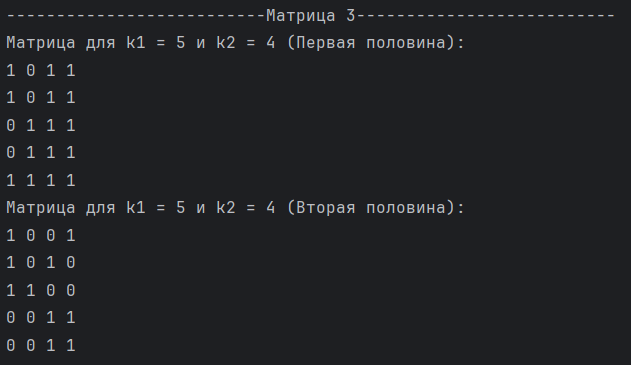 --------------------------Матрица 3--------------------------
Матрица для k1 = 5 и k2 = 4 (Первая половина):
1 0 1 1
1 0 1 1
0 1 1 1
0 1 1 1
1 1 1 1
Матрица для k1 = 5 и k2 = 4 (Вторая половина):
1 0 0 1
1 0 1 0
1 1 0 0
0 0 1 1
0 0 1 1